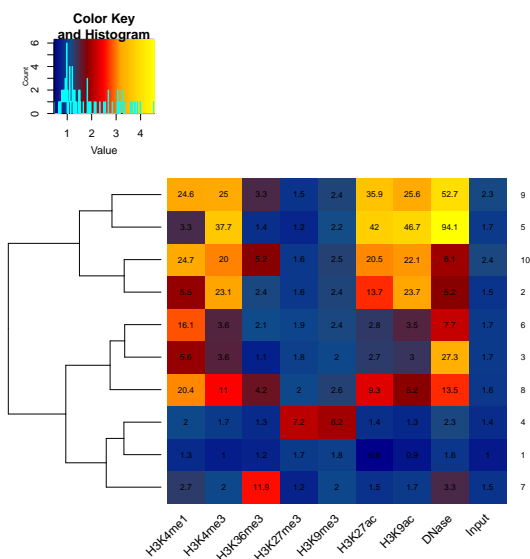 Color Key
and Histogram
Count
0 2 4 6
1 2 3 4
Value
24.6 25 3.3 1.5 2.4 35.9 25.6 52.7 2.3 9
3.3 37.7 1.4 1.2 2.2 42 46.7 94.1 1.7 5
24.7 20 5.2 1.6 2.5 20.5 22.1 6.1 2.4 10
5.5 23.1 2.4 1.6 2 13.7 23.7 5.2 1.5 2
16.1 3.6 2.1 1.9 2.4 2.8 3.5 7.7 1.7 6
5.6 3.6 1.1 1.8 2 2.7 3 27.3 1.7 3
20.4 11 4.2 2 2.6 9.3 5.2 13.5 1.6 8
2 1.7 1.3 7.2 6.2 1.4 1.3 2.3 1.4 4
1.3 1 1.2 1.7 1.8 0.9 1.6 1 1
2.7 2 11.9 1.2 2 1.5 1.7 3.3 1.5 7
H3K4me1 H3K4me3 H3K36me3 H3K27me3 H3K9me3 H3K27ac H3K9ac DNase Input